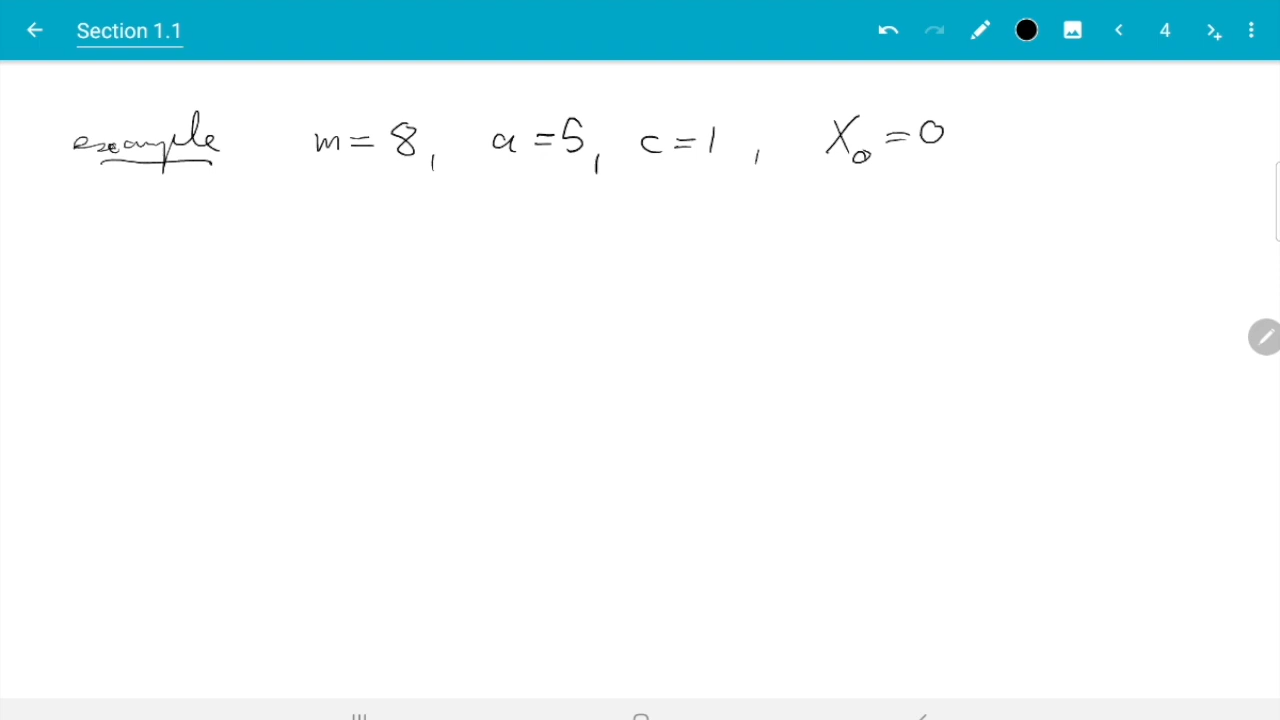 Section 1.1 4
example m = 8, a = 5, c = 1, X₀ = 0